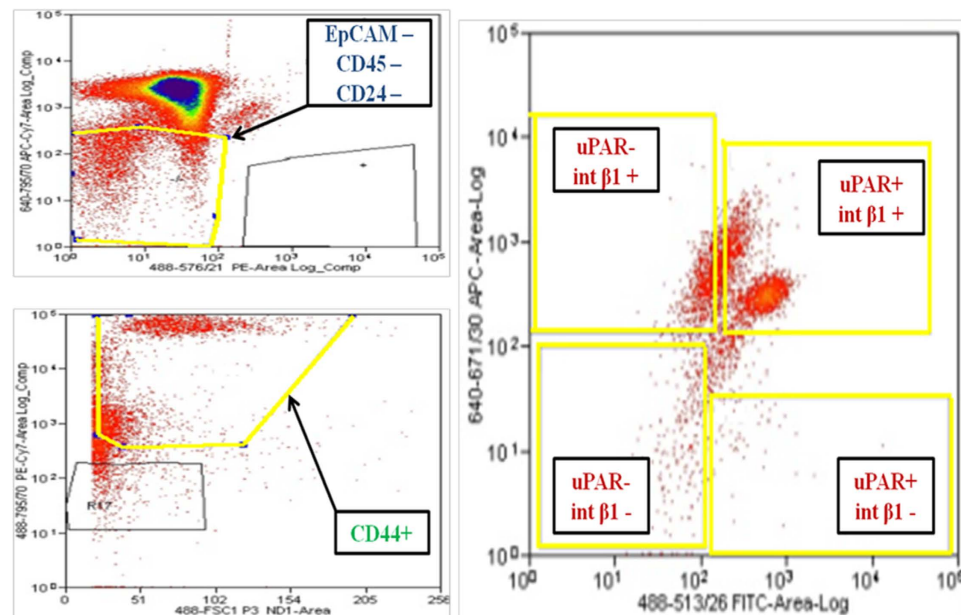 10⁵
10⁴
10³
10²
10¹
10⁰
640-795/70 APC-Cy7-Area Log_Comp
10⁰ 10¹ 10² 10³ 10⁴ 10⁵
488-576/21 PE-Area Log_Comp
EpCAM –
CD45 –
CD24 –
10⁵
10⁴
10³
10²
10¹
10⁰
488-795/70 PE-Cy7-Area Log_Comp
R17
0 51 102 154 205 256
488-FSC1 P3 ND1-Area
CD44+
10⁵
10⁴
10³
10²
10¹
10⁰
640-671/30 APC-Area-Log
uPAR-
int β1 +
uPAR+
int β1 +
uPAR-
int β1 -
uPAR+
int β1 -
10⁰ 10¹ 10² 10³ 10⁴ 10⁵
488-513/26 FITC-Area-Log